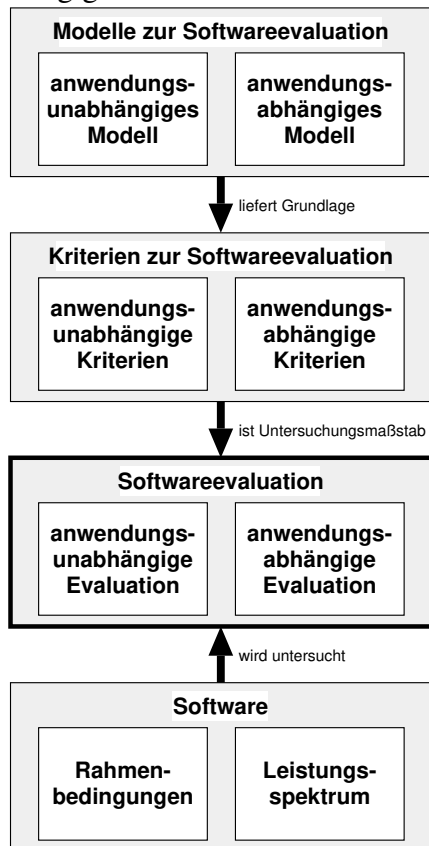 Modelle zur Softwareevaluation
anwendungs-
unabhängiges
Modell
anwendungs-
abhängiges
Modell
liefert Grundlage
Kriterien zur Softwareevaluation
anwendungs-
unabhängige
Kriterien
anwendungs-
abhängige
Kriterien
ist Untersuchungsmaßstab
Softwareevaluation
anwendungs-
unabhängige
Evaluation
anwendungs-
abhängige
Evaluation
wird untersucht
Software
Rahmen-
bedingungen
Leistungs-
spektrum